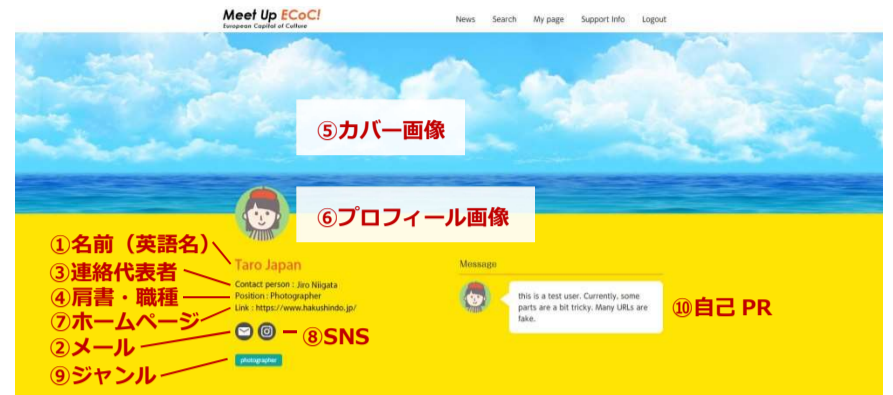 Meet Up ECoC!
European Capital of Culture
News Search My page Support Info Logout
⑤カバー画像
⑥プロフィール画像
①名前（英語名）
③連絡代表者
④肩書・職種
⑦ホームページ
②メール
⑨ジャンル
Taro Japan
Contact person : Jiro Niigata
Position : Photographer
Link : https://www.hakushindo.jp/
⑧SNS
photographer
Message
this is a test user. Currently, some
parts are a bit tricky. Many URLs are
fake.
⑩自己 PR